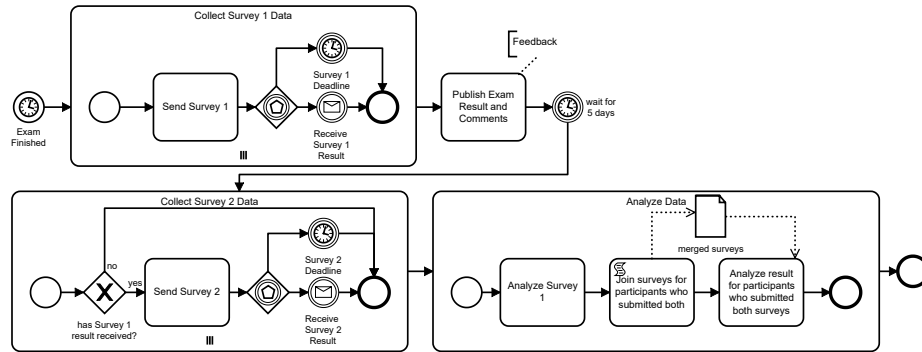 Collect Survey 1 Data
Exam
Finished
Send Survey 1
Survey 1
Deadline
Receive
Survey 1
Result
Publish Exam
Result and
Comments
Feedback
wait for
5 days
Collect Survey 2 Data
no
yes
has Survey 1
result received?
Send Survey 2
Survey 2
Deadline
Receive
Survey 2
Result
Analyze Data
merged surveys
Analyze Survey
1
Join surveys for
participants who
submitted both
Analyze result
for participants
who submitted
both surveys